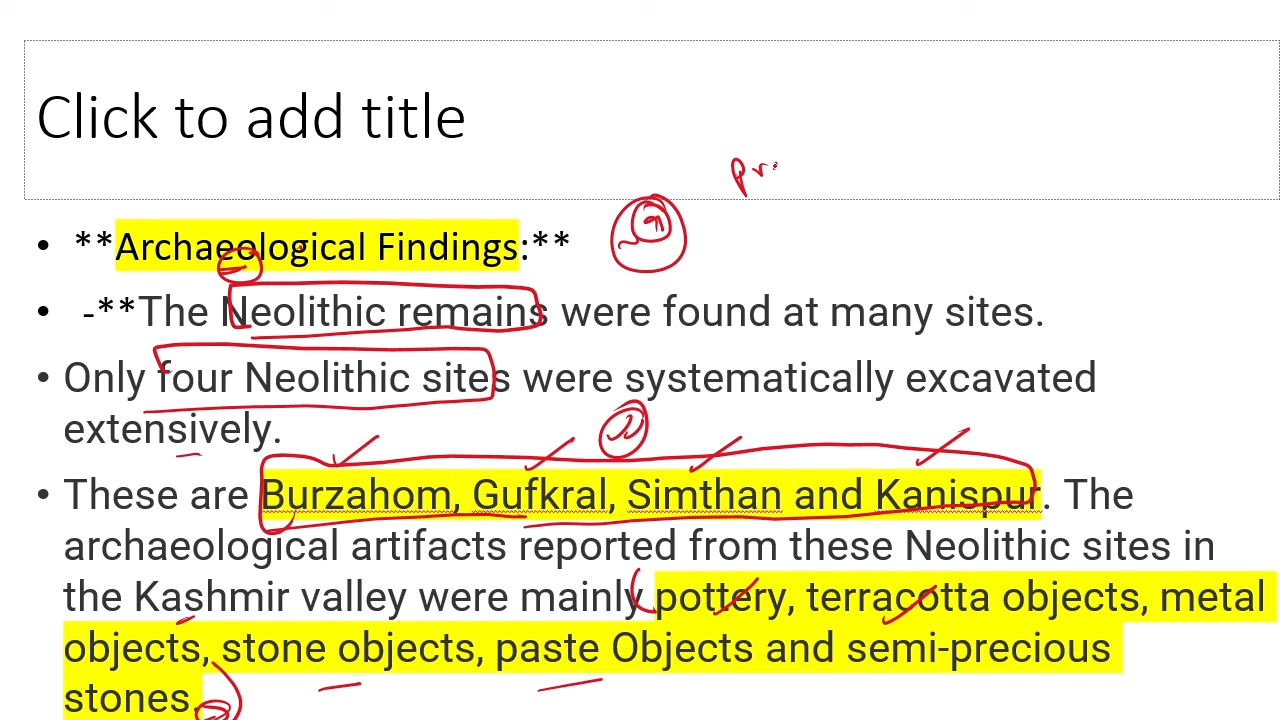 Click to add title
• **Archaeological Findings:**
• -**The Neolithic remains were found at many sites.
• Only four Neolithic sites were systematically excavated
extensively.
• These are Burzahom, Gufkral, Simthan and Kanispur. The
archaeological artifacts reported from these Neolithic sites in
the Kashmir valley were mainly pottery, terracotta objects, metal
objects, stone objects, paste Objects and semi-precious
stones.